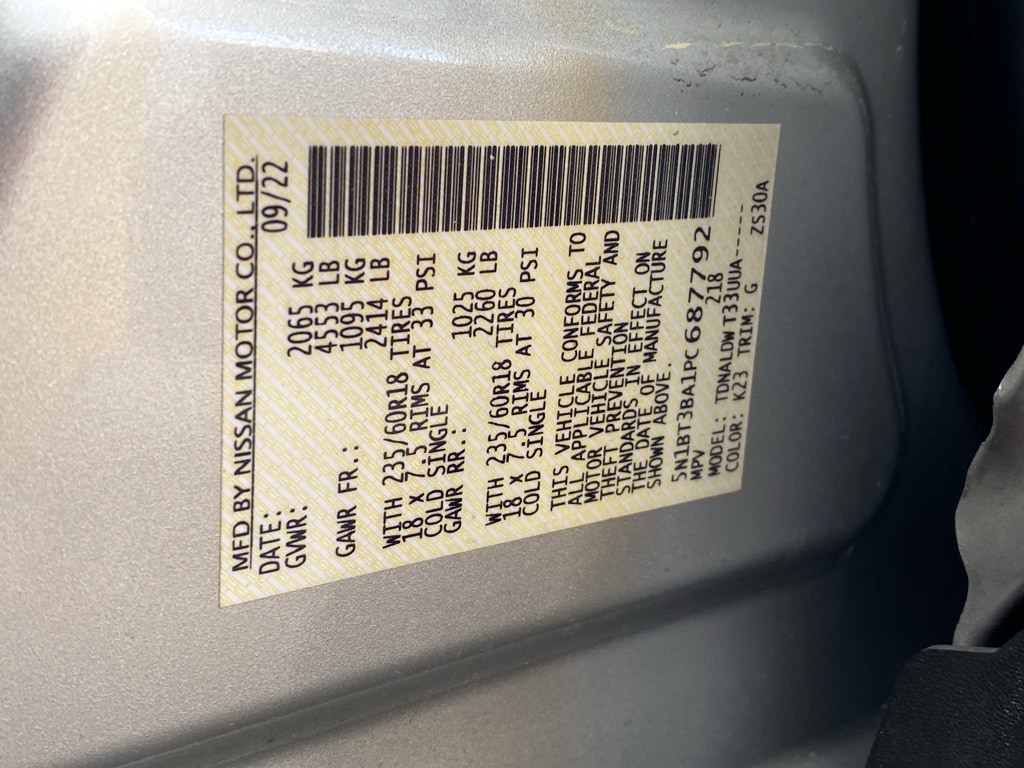 MFD BY NISSAN MOTOR CO., LTD.
DATE: 09/22
GVWR: 2065 KG
4553 LB
GAWR FR.: 1095 KG
2414 LB
WITH 235/60R18 TIRES
18 X 7.5 RIMS AT 33 PSI
COLD SINGLE
GAWR RR.: 1025 KG
2260 LB
WITH 235/60R18 TIRES
18 X 7.5 RIMS AT 30 PSI
COLD SINGLE
THIS VEHICLE CONFORMS TO
ALL APPLICABLE FEDERAL
MOTOR VEHICLE SAFETY AND
THEFT PREVENTION
STANDARDS IN EFFECT ON
THE DATE OF MANUFACTURE
SHOWN ABOVE.
5N1BT3BA1PC687792
MPV 218
MODEL: TDNALDWT33UUA-----
COLOR: K23 TRIM: G ZS30A